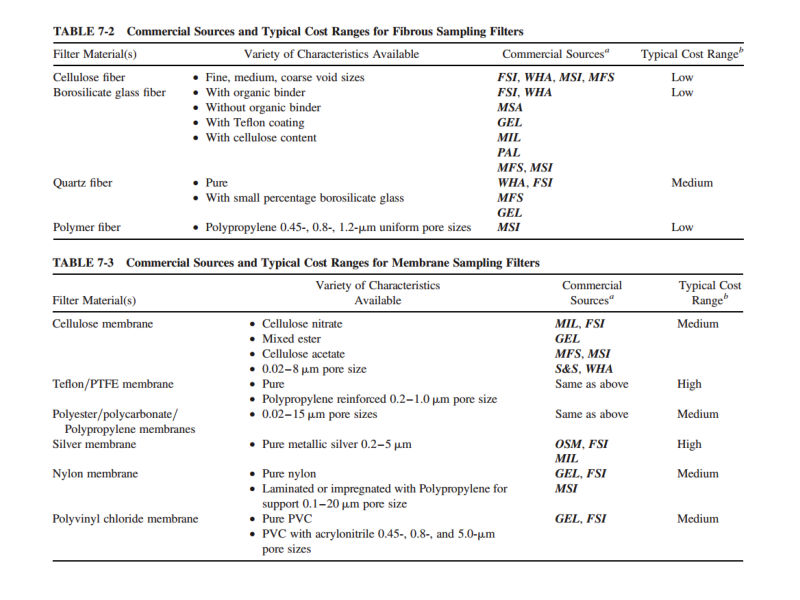 TABLE 7-2 Commercial Sources and Typical Cost Ranges for Fibrous Sampling Filters
Filter Material(s) Variety of Characteristics Available Commercial Sourcesa Typical Cost Rangeb
Cellulose fiber • Fine, medium, coarse void sizes FSI, WHA, MSI, MFS Low
Borosilicate glass fiber • With organic binder FSI, WHA Low
• Without organic binder MSA
• With Teflon coating GEL
• With cellulose content MIL
PAL
MFS, MSI
Quartz fiber • Pure WHA, FSI Medium
• With small percentage borosilicate glass MFS
GEL
Polymer fiber • Polypropylene 0.45-, 0.8-, 1.2-μm uniform pore sizes MSI Low
TABLE 7-3 Commercial Sources and Typical Cost Ranges for Membrane Sampling Filters
Variety of Characteristics Commercial Typical Cost
Filter Material(s) Available Sourcesa Rangeb
Cellulose membrane • Cellulose nitrate MIL, FSI Medium
• Mixed ester GEL
• Cellulose acetate MFS, MSI
• 0.02–8 μm pore size S&S, WHA
Teflon/PTFE membrane • Pure Same as above High
• Polypropylene reinforced 0.2–1.0 μm pore size
Polyester/polycarbonate/ • 0.02–15 μm pore sizes Same as above Medium
Polypropylene membranes
Silver membrane • Pure metallic silver 0.2–5 μm OSM, FSI High
MIL
Nylon membrane • Pure nylon GEL, FSI Medium
• Laminated or impregnated with Polypropylene for MSI
support 0.1–20 μm pore size
Polyvinyl chloride membrane • Pure PVC GEL, FSI Medium
• PVC with acrylonitrile 0.45-, 0.8-, and 5.0-μm
pore sizes